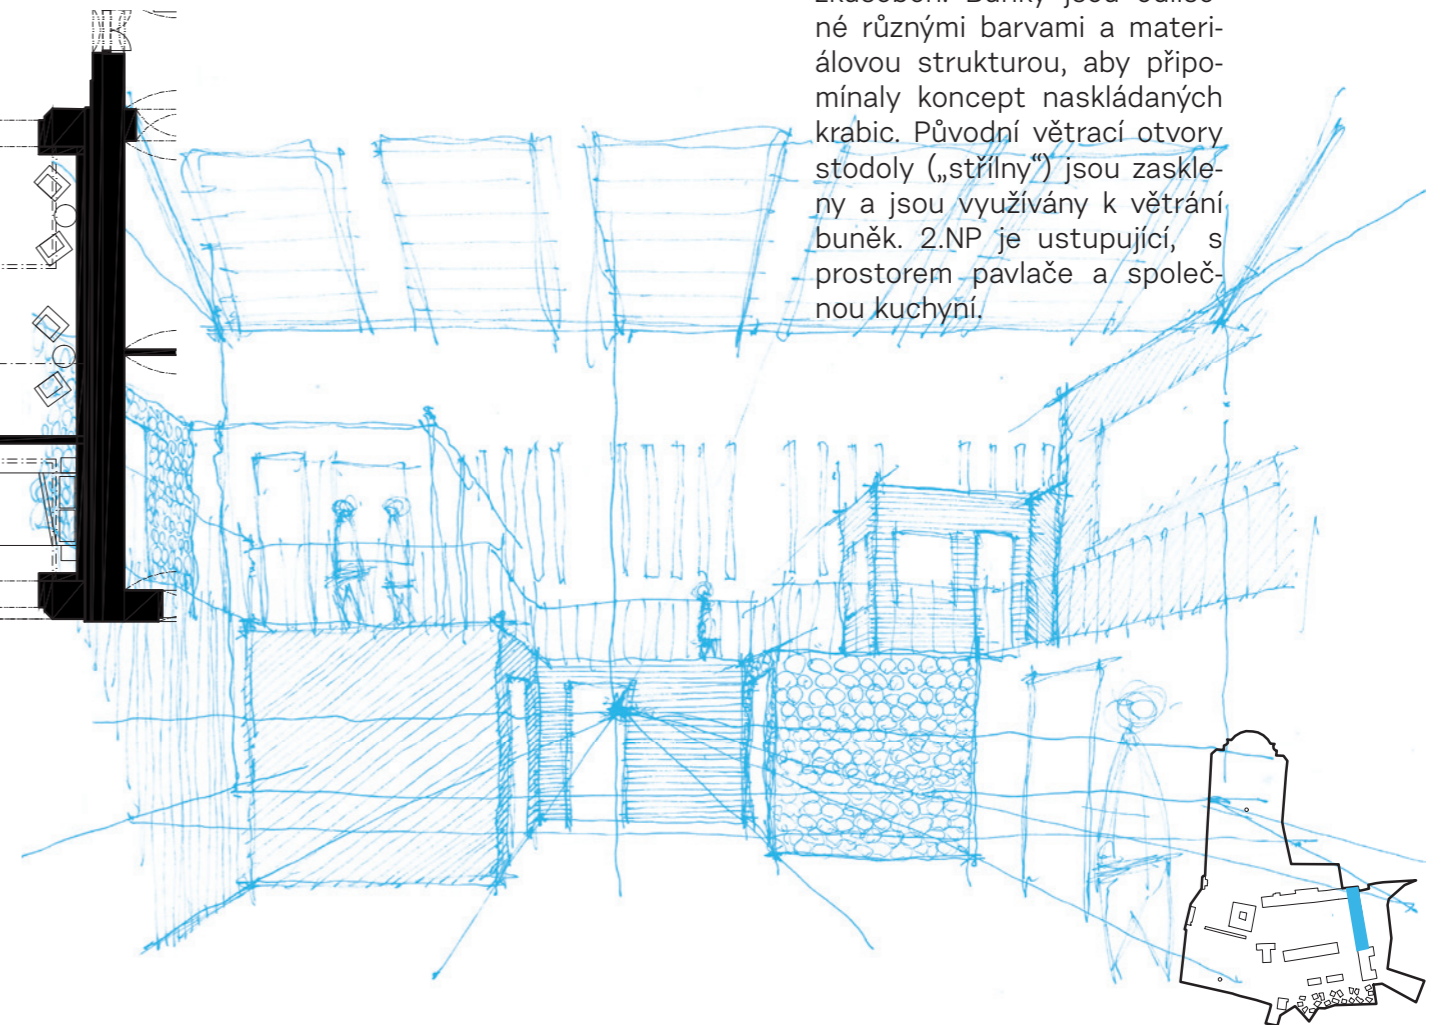 né různými barvami a materi-
álovou strukturou, aby připo-
mínaly koncept naskládaných
krabic. Původní větrací otvory
stodoly („střílny“) jsou zaskle-
ny a jsou využívány k větrání
buněk. 2.NP je ustupující, s
prostorem pavlače a společ-
nou kuchyní.